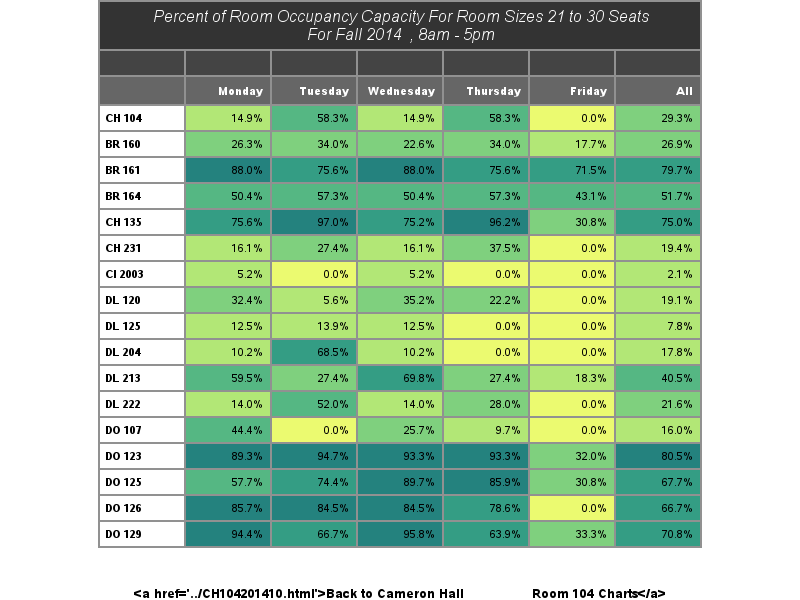 Percent of Room Occupancy Capacity For Room Sizes 21 to 30 Seats
For Fall 2014 , 8am - 5pm
Monday Tuesday Wednesday Thursday Friday All
CH 104 14.9% 58.3% 14.9% 58.3% 0.0% 29.3%
BR 160 26.3% 34.0% 22.6% 34.0% 17.7% 26.9%
BR 161 88.0% 75.6% 88.0% 75.6% 71.5% 79.7%
BR 164 50.4% 57.3% 50.4% 57.3% 43.1% 51.7%
CH 135 75.6% 97.0% 75.2% 96.2% 30.8% 75.0%
CH 231 16.1% 27.4% 16.1% 37.5% 0.0% 19.4%
CI 2003 5.2% 0.0% 5.2% 0.0% 0.0% 2.1%
DL 120 32.4% 5.6% 35.2% 22.2% 0.0% 19.1%
DL 125 12.5% 13.9% 12.5% 0.0% 0.0% 7.8%
DL 204 10.2% 68.5% 10.2% 0.0% 0.0% 17.8%
DL 213 59.5% 27.4% 69.8% 27.4% 18.3% 40.5%
DL 222 14.0% 52.0% 14.0% 28.0% 0.0% 21.6%
DO 107 44.4% 0.0% 25.7% 9.7% 0.0% 16.0%
DO 123 89.3% 94.7% 93.3% 93.3% 32.0% 80.5%
DO 125 57.7% 74.4% 89.7% 85.9% 30.8% 67.7%
DO 126 85.7% 84.5% 84.5% 78.6% 0.0% 66.7%
DO 129 94.4% 66.7% 95.8% 63.9% 33.3% 70.8%
<a href='../CH104201410.html'>Back to Cameron Hall Room 104 Charts</a>